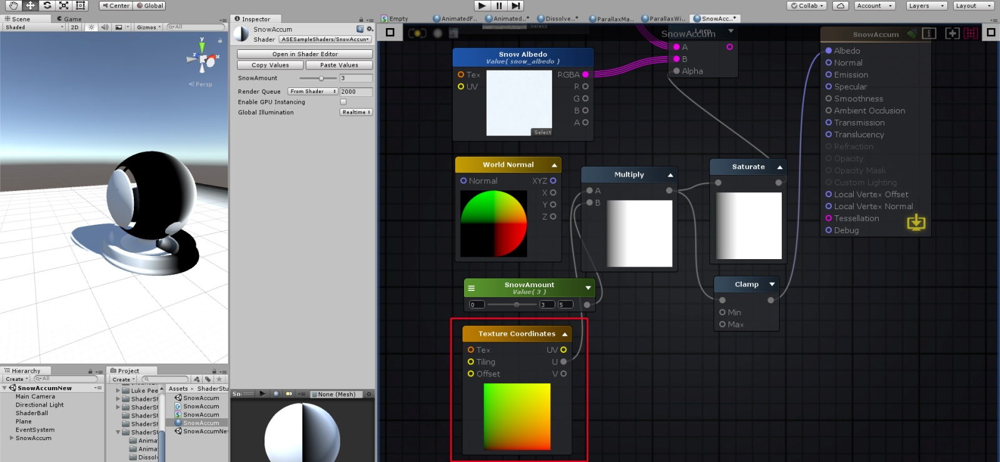 Center Global
Collab Account Layers Layout
Scene Game
Shaded 2D Gizmos All
y x z
Persp
Inspector
SnowAccum
Shader ASESampleShaders/SnowAccum
Open in Shader Editor
Copy Values Paste Values
SnowAmount 3
Render Queue From Shader 2000
Enable GPU Instancing
Global Illumination Realtime
Sn None (Mesh)
Hierarchy
Create All
SnowAccumNew
Main Camera
Directional Light
ShaderBall
Plane
EventSystem
SnowAccum
Project
Create
Luke Pee
ShaderSt
ShaderSt
ShaderSt
ShaderSt
ShaderSt
Anima
Anima
Dissol
Assets ShaderStu
SnowAccum
SnowAccum
SnowAccum
SnowAccum
SnowAccumNe
Empty AnimatedF.. Animated..* Dissolve..* ParallaxMa.. ParallaxWi.. SnowAcc..*
SnowAccum
Select
Lerp
A
B
Alpha
Snow Albedo
Value( snow_albedo )
Tex RGBA
UV R
G
B
A
Select
World Normal
Normal XYZ
X
Y
Z
Multiply
A
B
Saturate
SnowAmount
Value( 3 )
0 3 5
Clamp
Min
Max
Texture Coordinates
Tex UV
Tiling U
Offset V
SnowAccum
Albedo
Normal
Emission
Specular
Smoothness
Ambient Occlusion
Transmission
Translucency
Refraction
Opacity
Opacity Mask
Custom Lighting
Local Vertex Offset
Local Vertex Normal
Tessellation
Debug